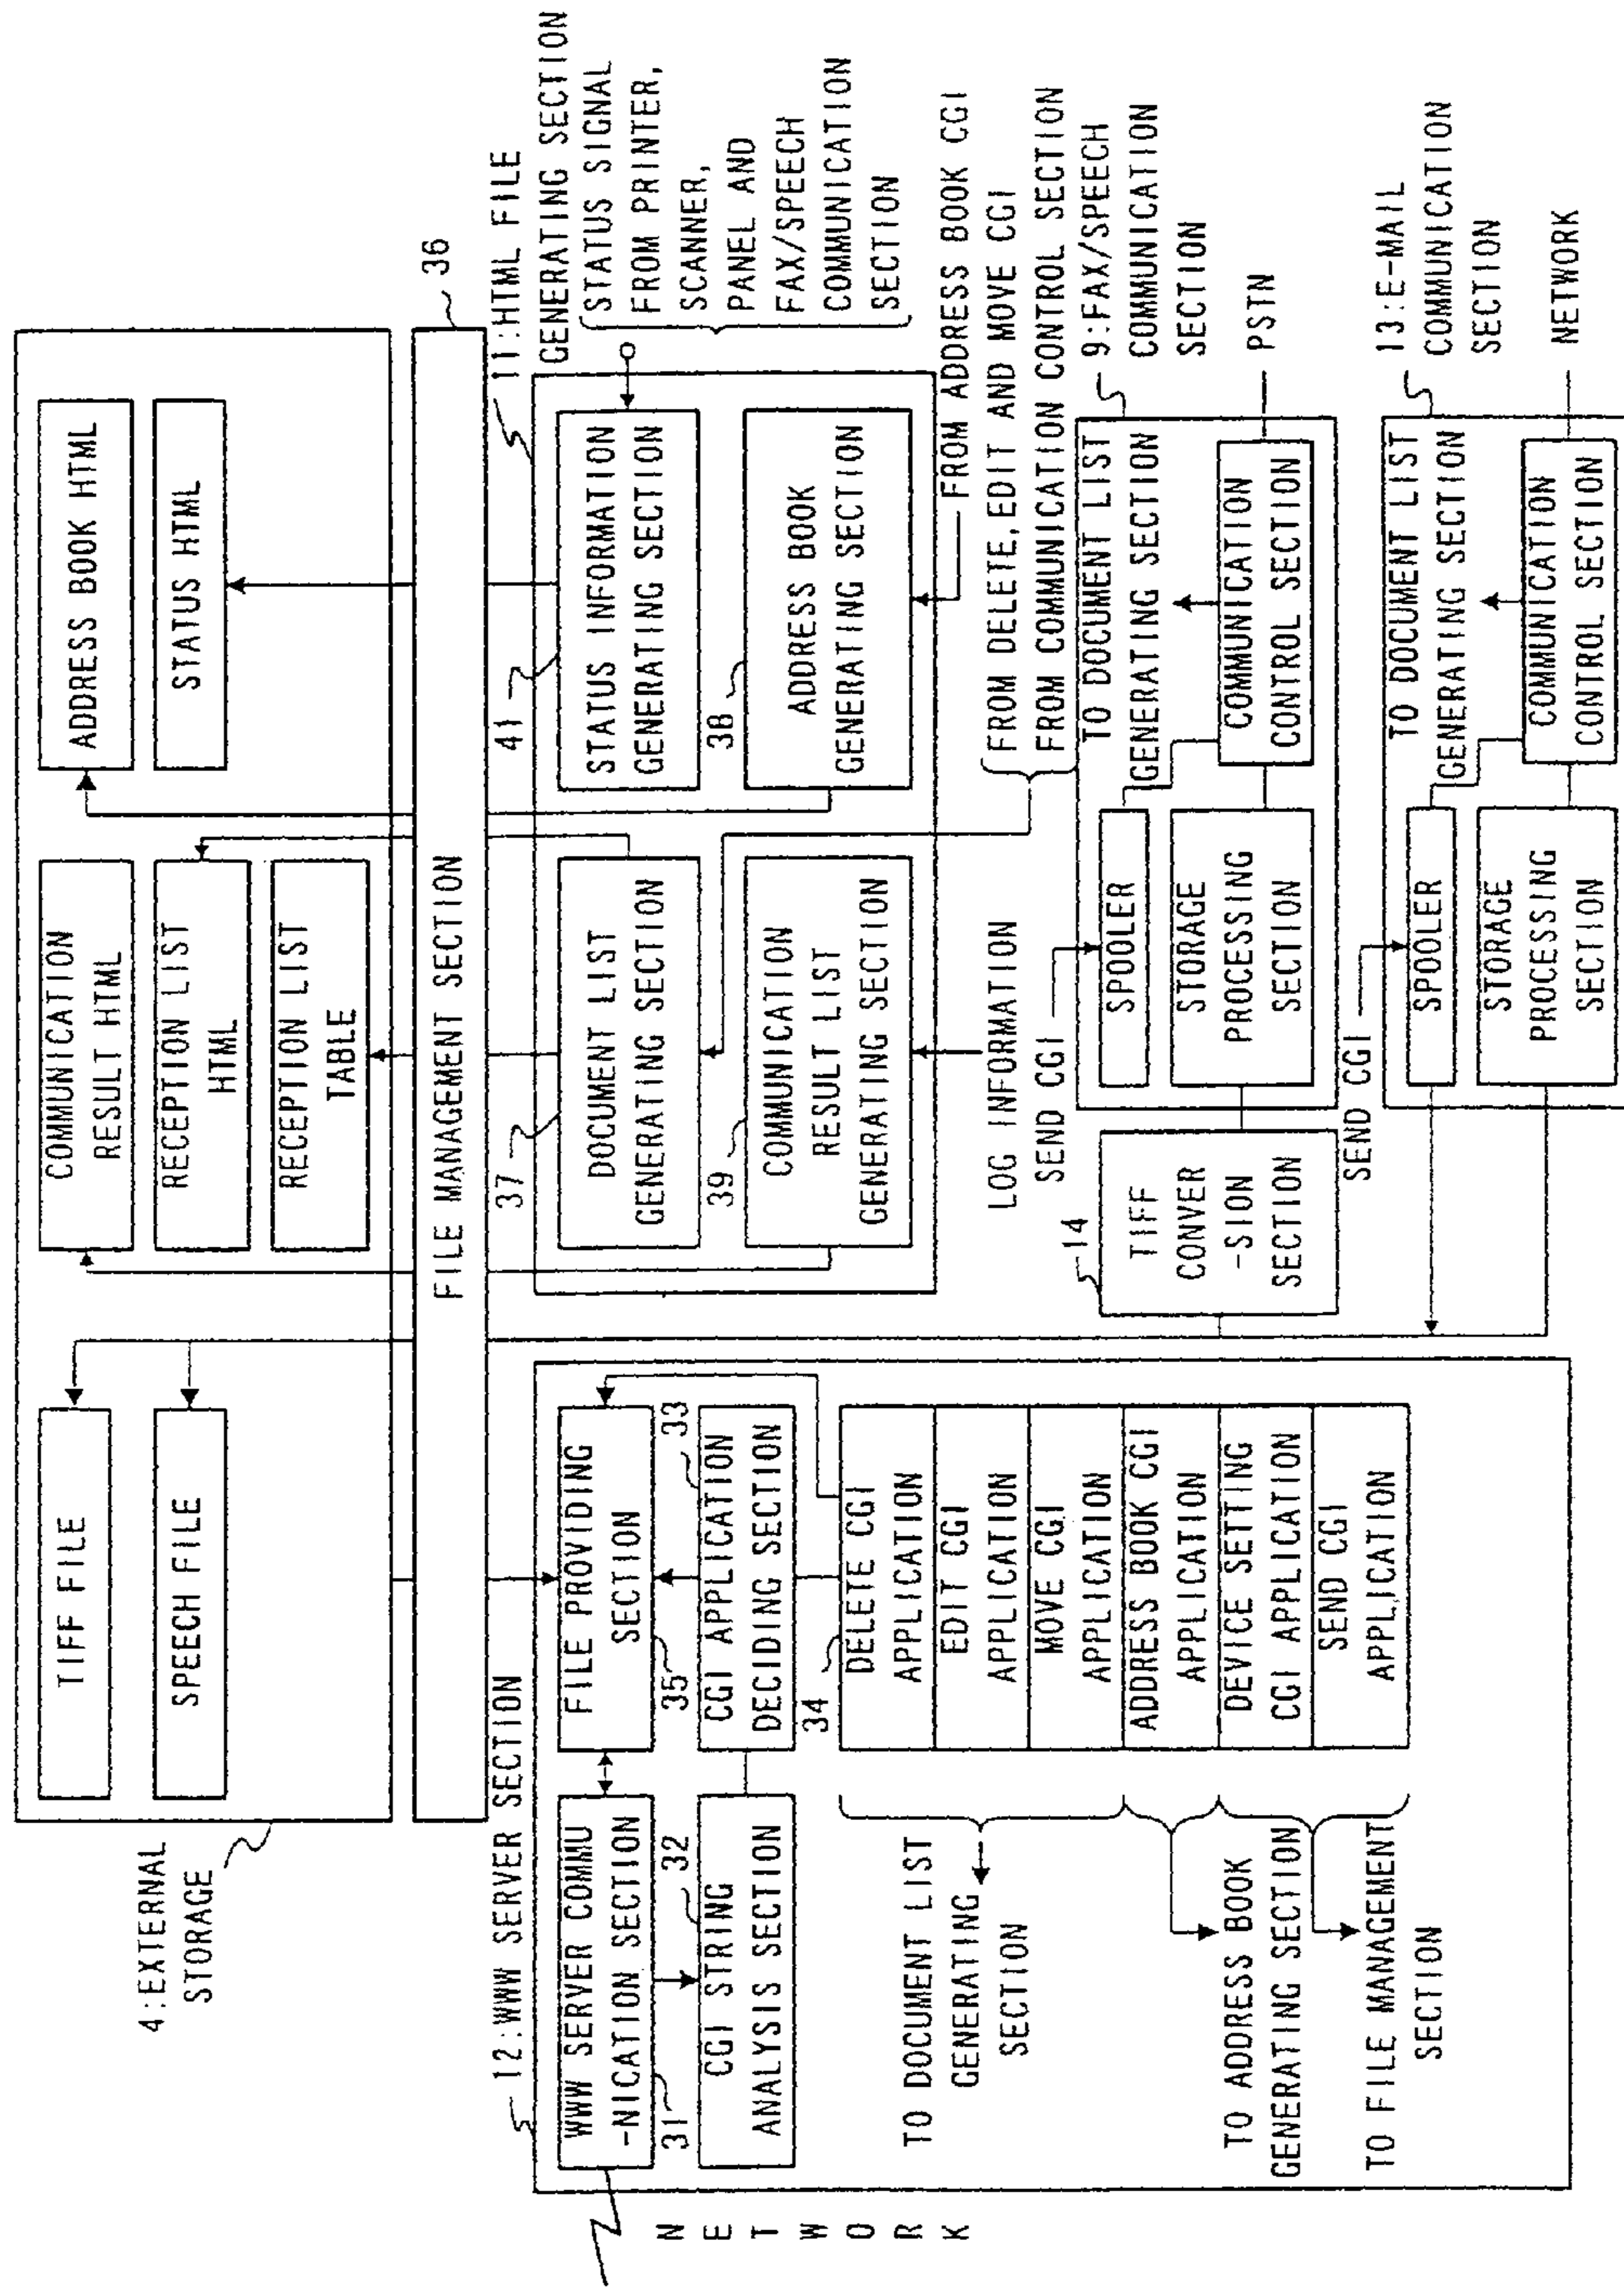 4:EXTERNAL
STORAGE
TIFF FILE
SPEECH FILE
COMMUNICATION
RESULT HTML
RECEPTION LIST
HTML
RECEPTION LIST
TABLE
ADDRESS BOOK HTML
STATUS HTML
FILE MANAGEMENT SECTION
36
12:WWW SERVER SECTION
WWW SERVER COMMU
-NICATION SECTION
31
CGI STRING
32
ANALYSIS SECTION
FILE PROVIDING
SECTION
35
CGI APPLICATION
33
DECIDING SECTION
34
DELETE CGI
APPLICATION
EDIT CGI
APPLICATION
MOVE CGI
APPLICATION
ADDRESS BOOK CGI
APPLICATION
DEVICE SETTING
CGI APPLICATION
SEND CGI
APPLICATION
TO DOCUMENT LIST
GENERATING
SECTION
TO ADDRESS BOOK
GENERATING SECTION
TO FILE MANAGEMENT
SECTION
NETWORK
11:HTML FILE
GENERATING SECTION
37
DOCUMENT LIST
GENERATING SECTION
39
COMMUNICATION
RESULT LIST
GENERATING SECTION
41
STATUS INFORMATION
GENERATING SECTION
38
ADDRESS BOOK
GENERATING SECTION
STATUS SIGNAL
FROM PRINTER,
SCANNER,
PANEL AND
FAX/SPEECH
COMMUNICATION
SECTION
FROM ADDRESS BOOK CGI
FROM DELETE,EDIT AND MOVE CGI
FROM COMMUNICATION CONTROL SECTION
LOG INFORMATION
SEND CGI
14
TIFF
CONVER
-SION
SECTION
9:FAX/SPEECH
COMMUNICATION
SECTION
TO DOCUMENT LIST
GENERATING SECTION
SPOOLER
STORAGE
PROCESSING
SECTION
COMMUNICATION
CONTROL SECTION
PSTN
SEND CGI
13:E-MAIL
COMMUNICATION
SECTION
TO DOCUMENT LIST
GENERATING SECTION
SPOOLER
STORAGE
PROCESSING
SECTION
COMMUNICATION
CONTROL SECTION
NETWORK